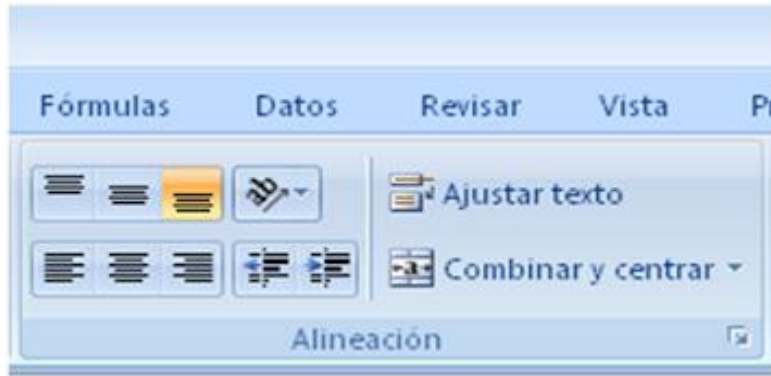 Fórmulas Datos Revisar Vista
Ajustar texto
Combinar y centrar
Alineación